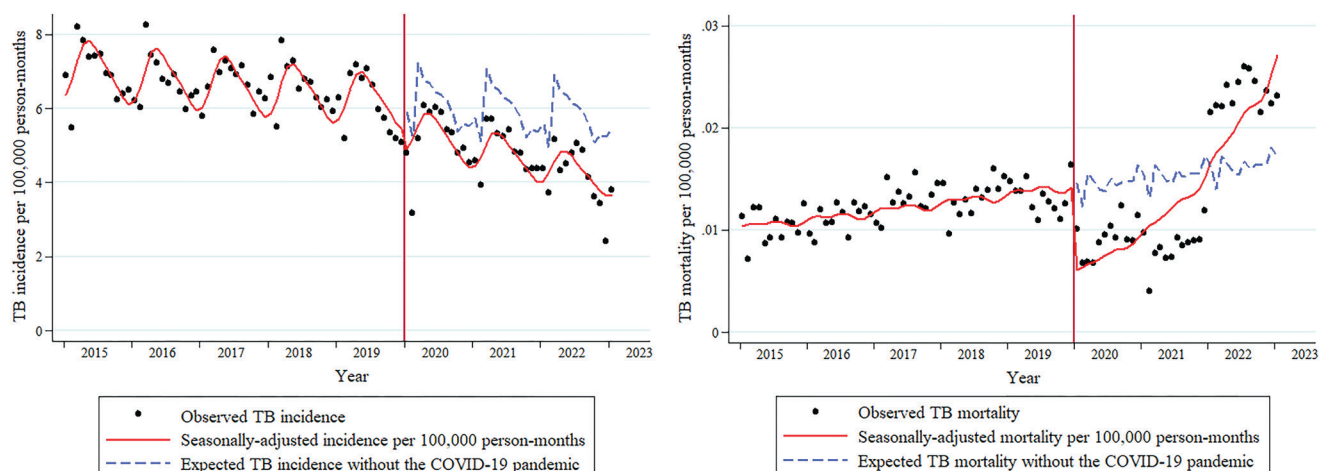 TB incidence per 100,000 person-months
8
6
4
2
0
2015 2016 2017 2018 2019 2020 2021 2022 2023
Year
Observed TB incidence
Seasonally-adjusted incidence per 100,000 person-months
Expected TB incidence without the COVID-19 pandemic
TB mortality per 100,000 person-months
.03
.02
.01
0
2015 2016 2017 2018 2019 2020 2021 2022 2023
Year
Observed TB mortality
Seasonally-adjusted mortality per 100,000 person-months
Expected TB mortality without the COVID-19 pandemic